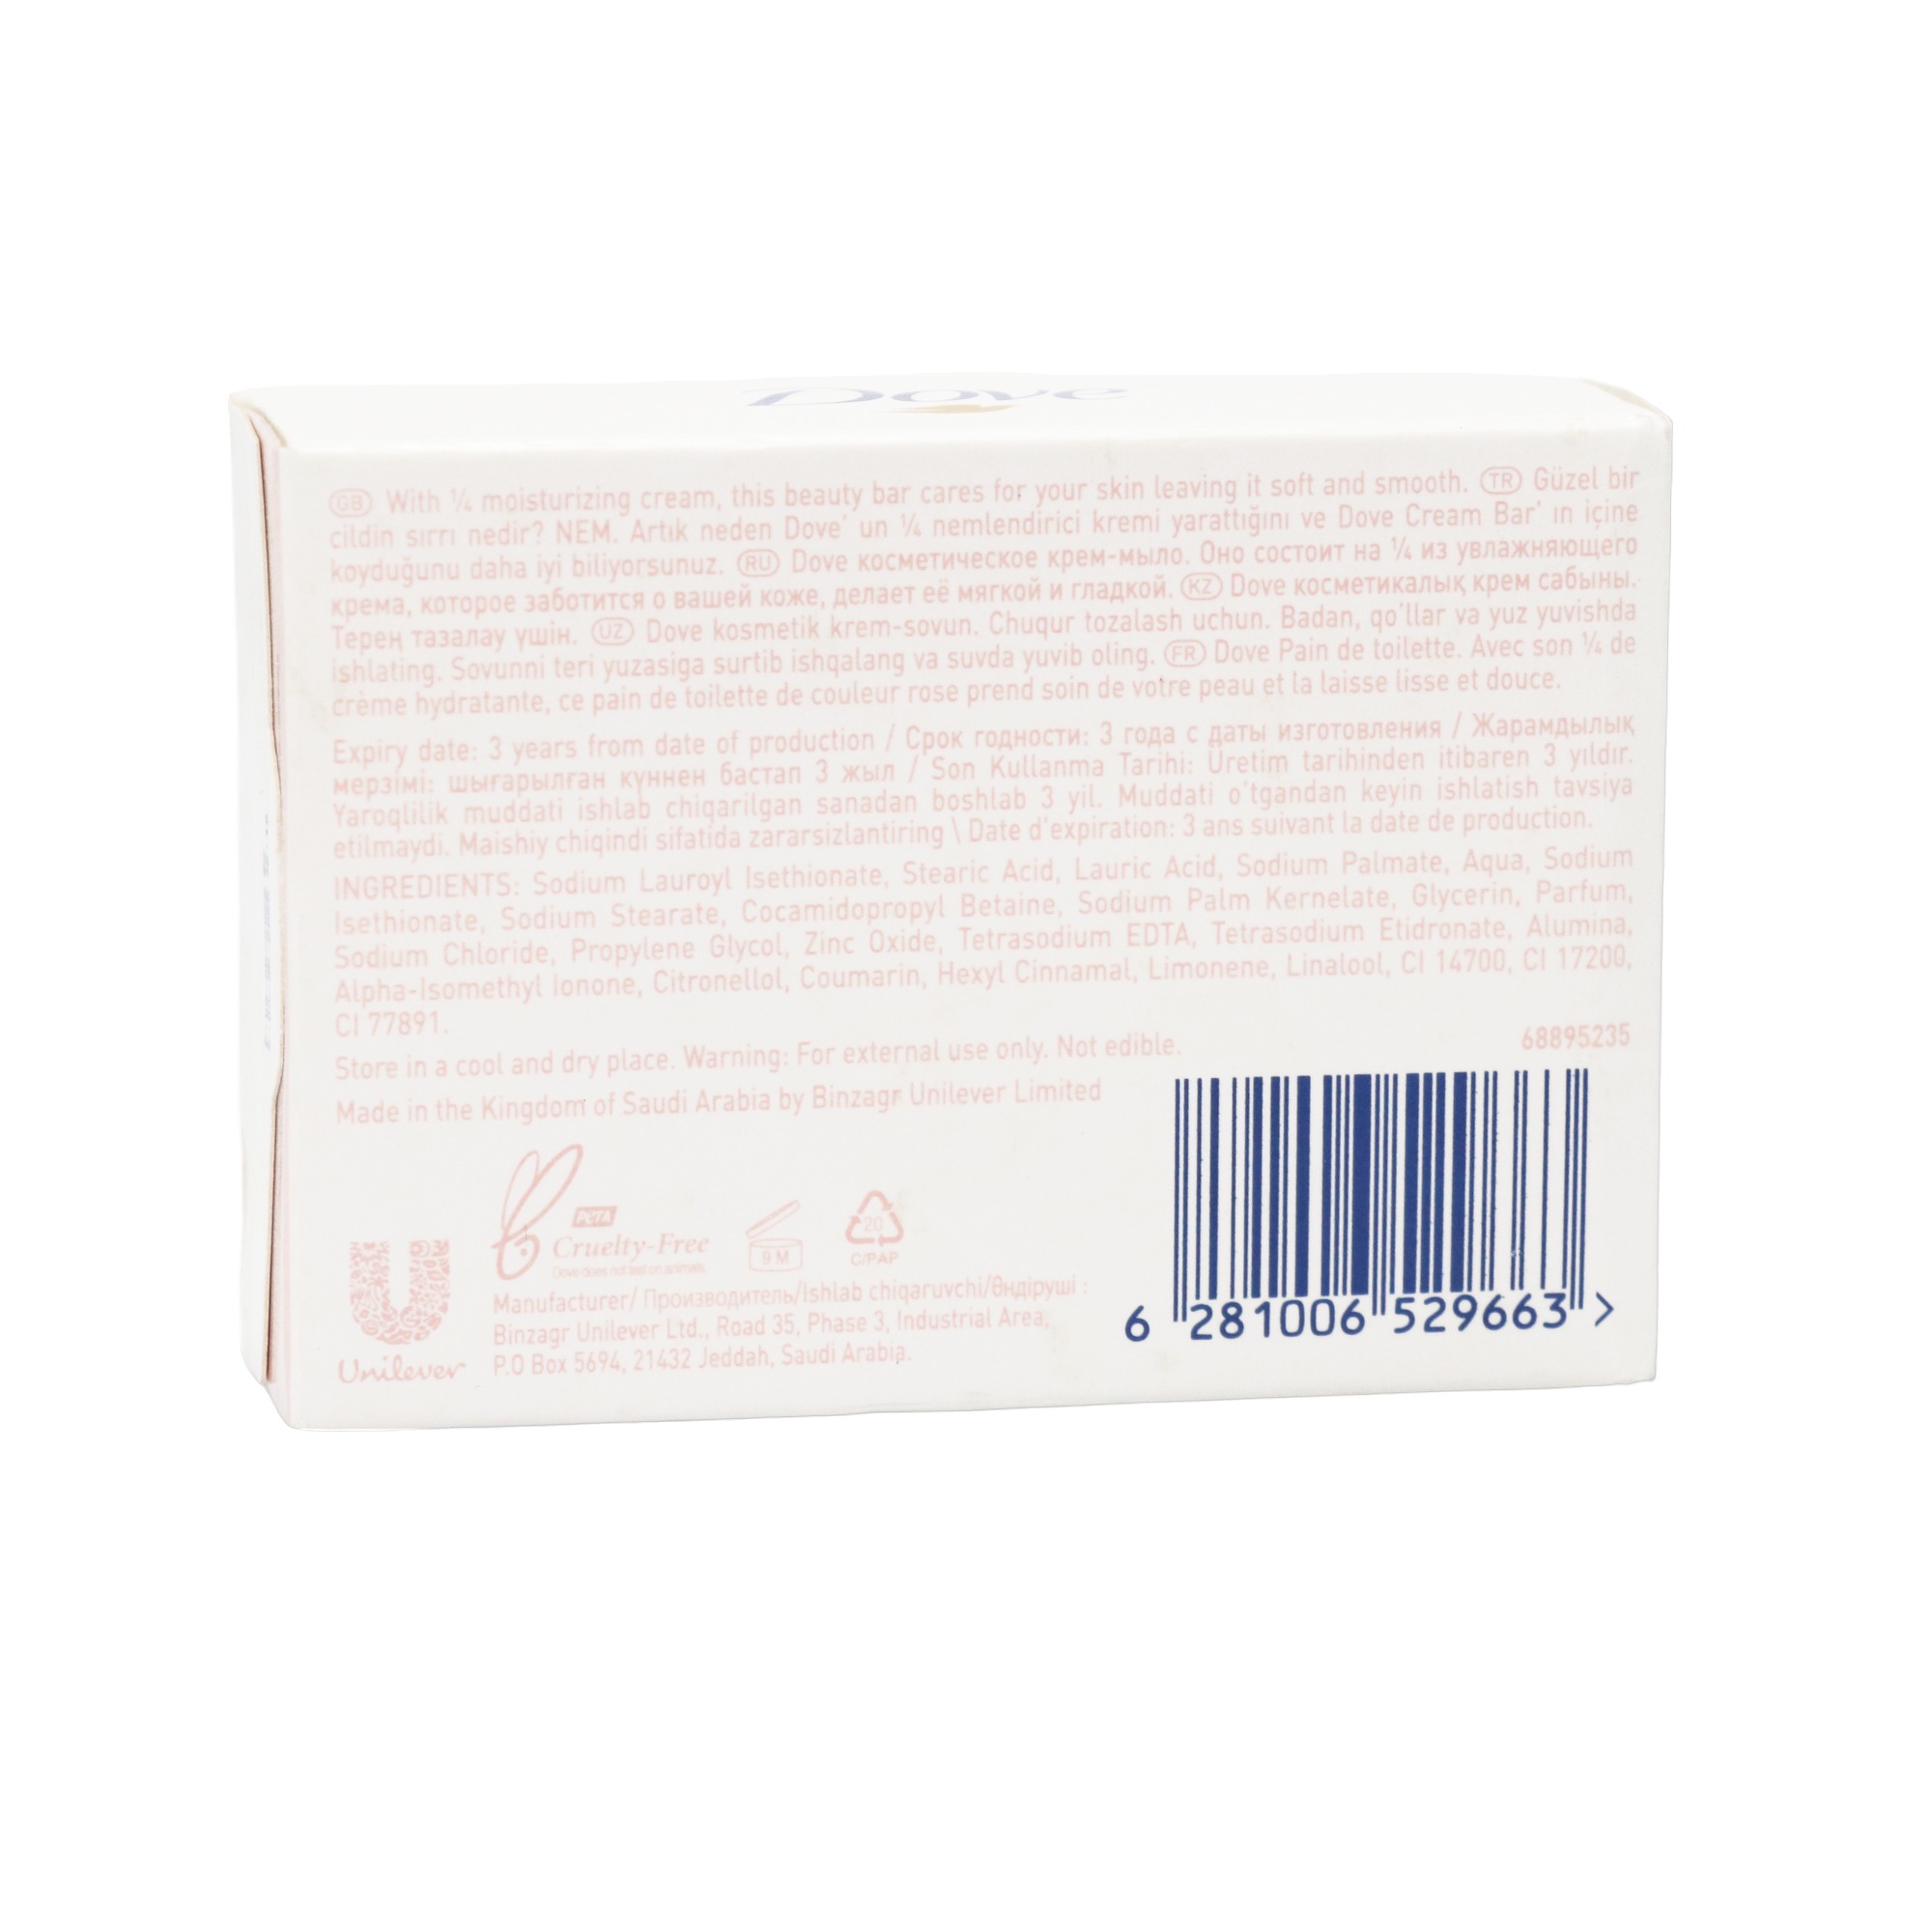 Dove
GB With ¼ moisturizing cream, this beauty bar cares for your skin leaving it soft and smooth. TR Güzel bir
cildin sırrı nedir? NEM. Artık neden Dove' un ¼ nemlendirici kremi yarattığını ve Dove Cream Bar' ın içine
koyduğunu daha iyi biliyorsunuz. RU Dove косметическое крем-мыло. Оно состоит на ¼ из увлажняющего
крема, которое заботится о вашей коже, делает её мягкой и гладкой. KZ Dove косметикалық крем сабыны.
Терең тазалау үшін. UZ Dove kosmetik krem-sovun. Chuqur tozalash uchun. Badan, qo'llar va yuz yuvishda
ishlating. Sovunni teri yuzasiga surtib ishqalang va suvda yuvib oling. FR Dove Pain de toilette. Avec son ¼ de
crème hydratante, ce pain de toilette de couleur rose prend soin de votre peau et la laisse lisse et douce.
Expiry date: 3 years from date of production / Срок годности: 3 года с даты изготовления / Жарамдылық
мерзімі: шығарылған күннен бастап 3 жыл / Son Kullanma Tarihi: Üretim tarihinden itibaren 3 yıldır.
Yaroqlilik muddati ishlab chiqarilgan sanadan boshlab 3 yil. Muddati o'tgandan keyin ishlatish tavsiya
etilmaydi. Maishiy chiqindi sifatida zararsizlantiring \ Date d'expiration: 3 ans suivant la date de production.
INGREDIENTS: Sodium Lauroyl Isethionate, Stearic Acid, Lauric Acid, Sodium Palmate, Aqua, Sodium
Isethionate, Sodium Stearate, Cocamidopropyl Betaine, Sodium Palm Kernelate, Glycerin, Parfum,
Sodium Chloride, Propylene Glycol, Zinc Oxide, Tetrasodium EDTA, Tetrasodium Etidronate, Alumina,
Alpha-Isomethyl Ionone, Citronellol, Coumarin, Hexyl Cinnamal, Limonene, Linalool, CI 14700, CI 17200,
CI 77891.
68895235
Store in a cool and dry place. Warning: For external use only. Not edible.
Made in the Kingdom of Saudi Arabia by Binzagr Unilever Limited
PETA
Cruelty-Free
Dove does not test on animals.
9 M
20
C/PAP
Unilever
Manufacturer/ Производитель/Ishlab chiqaruvchi/Өндіруші :
Binzagr Unilever Ltd., Road 35, Phase 3, Industrial Area,
P.O Box 5694, 21432 Jeddah, Saudi Arabia.
6 281006 529663 >